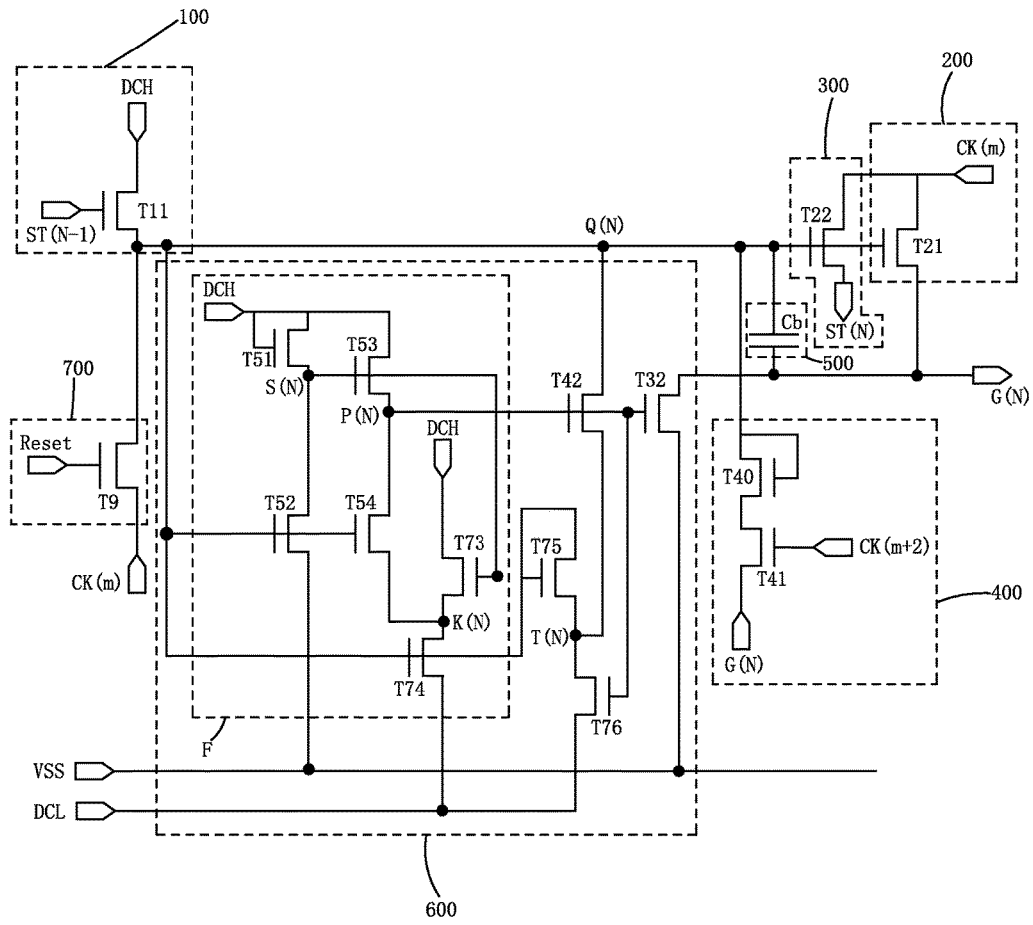 100
DCH
T11
ST(N-1)
Q(N)
300
200
CK(m)
T22
T21
ST(N)
Cb
500
G(N)
DCH
T51
S(N)
T53
P(N)
T42
T32
700
Reset
T9
CK(m)
DCH
T52
T54
T73
K(N)
T74
T75
T(N)
T76
T40
T41
CK(m+2)
G(N)
400
F
VSS
DCL
600